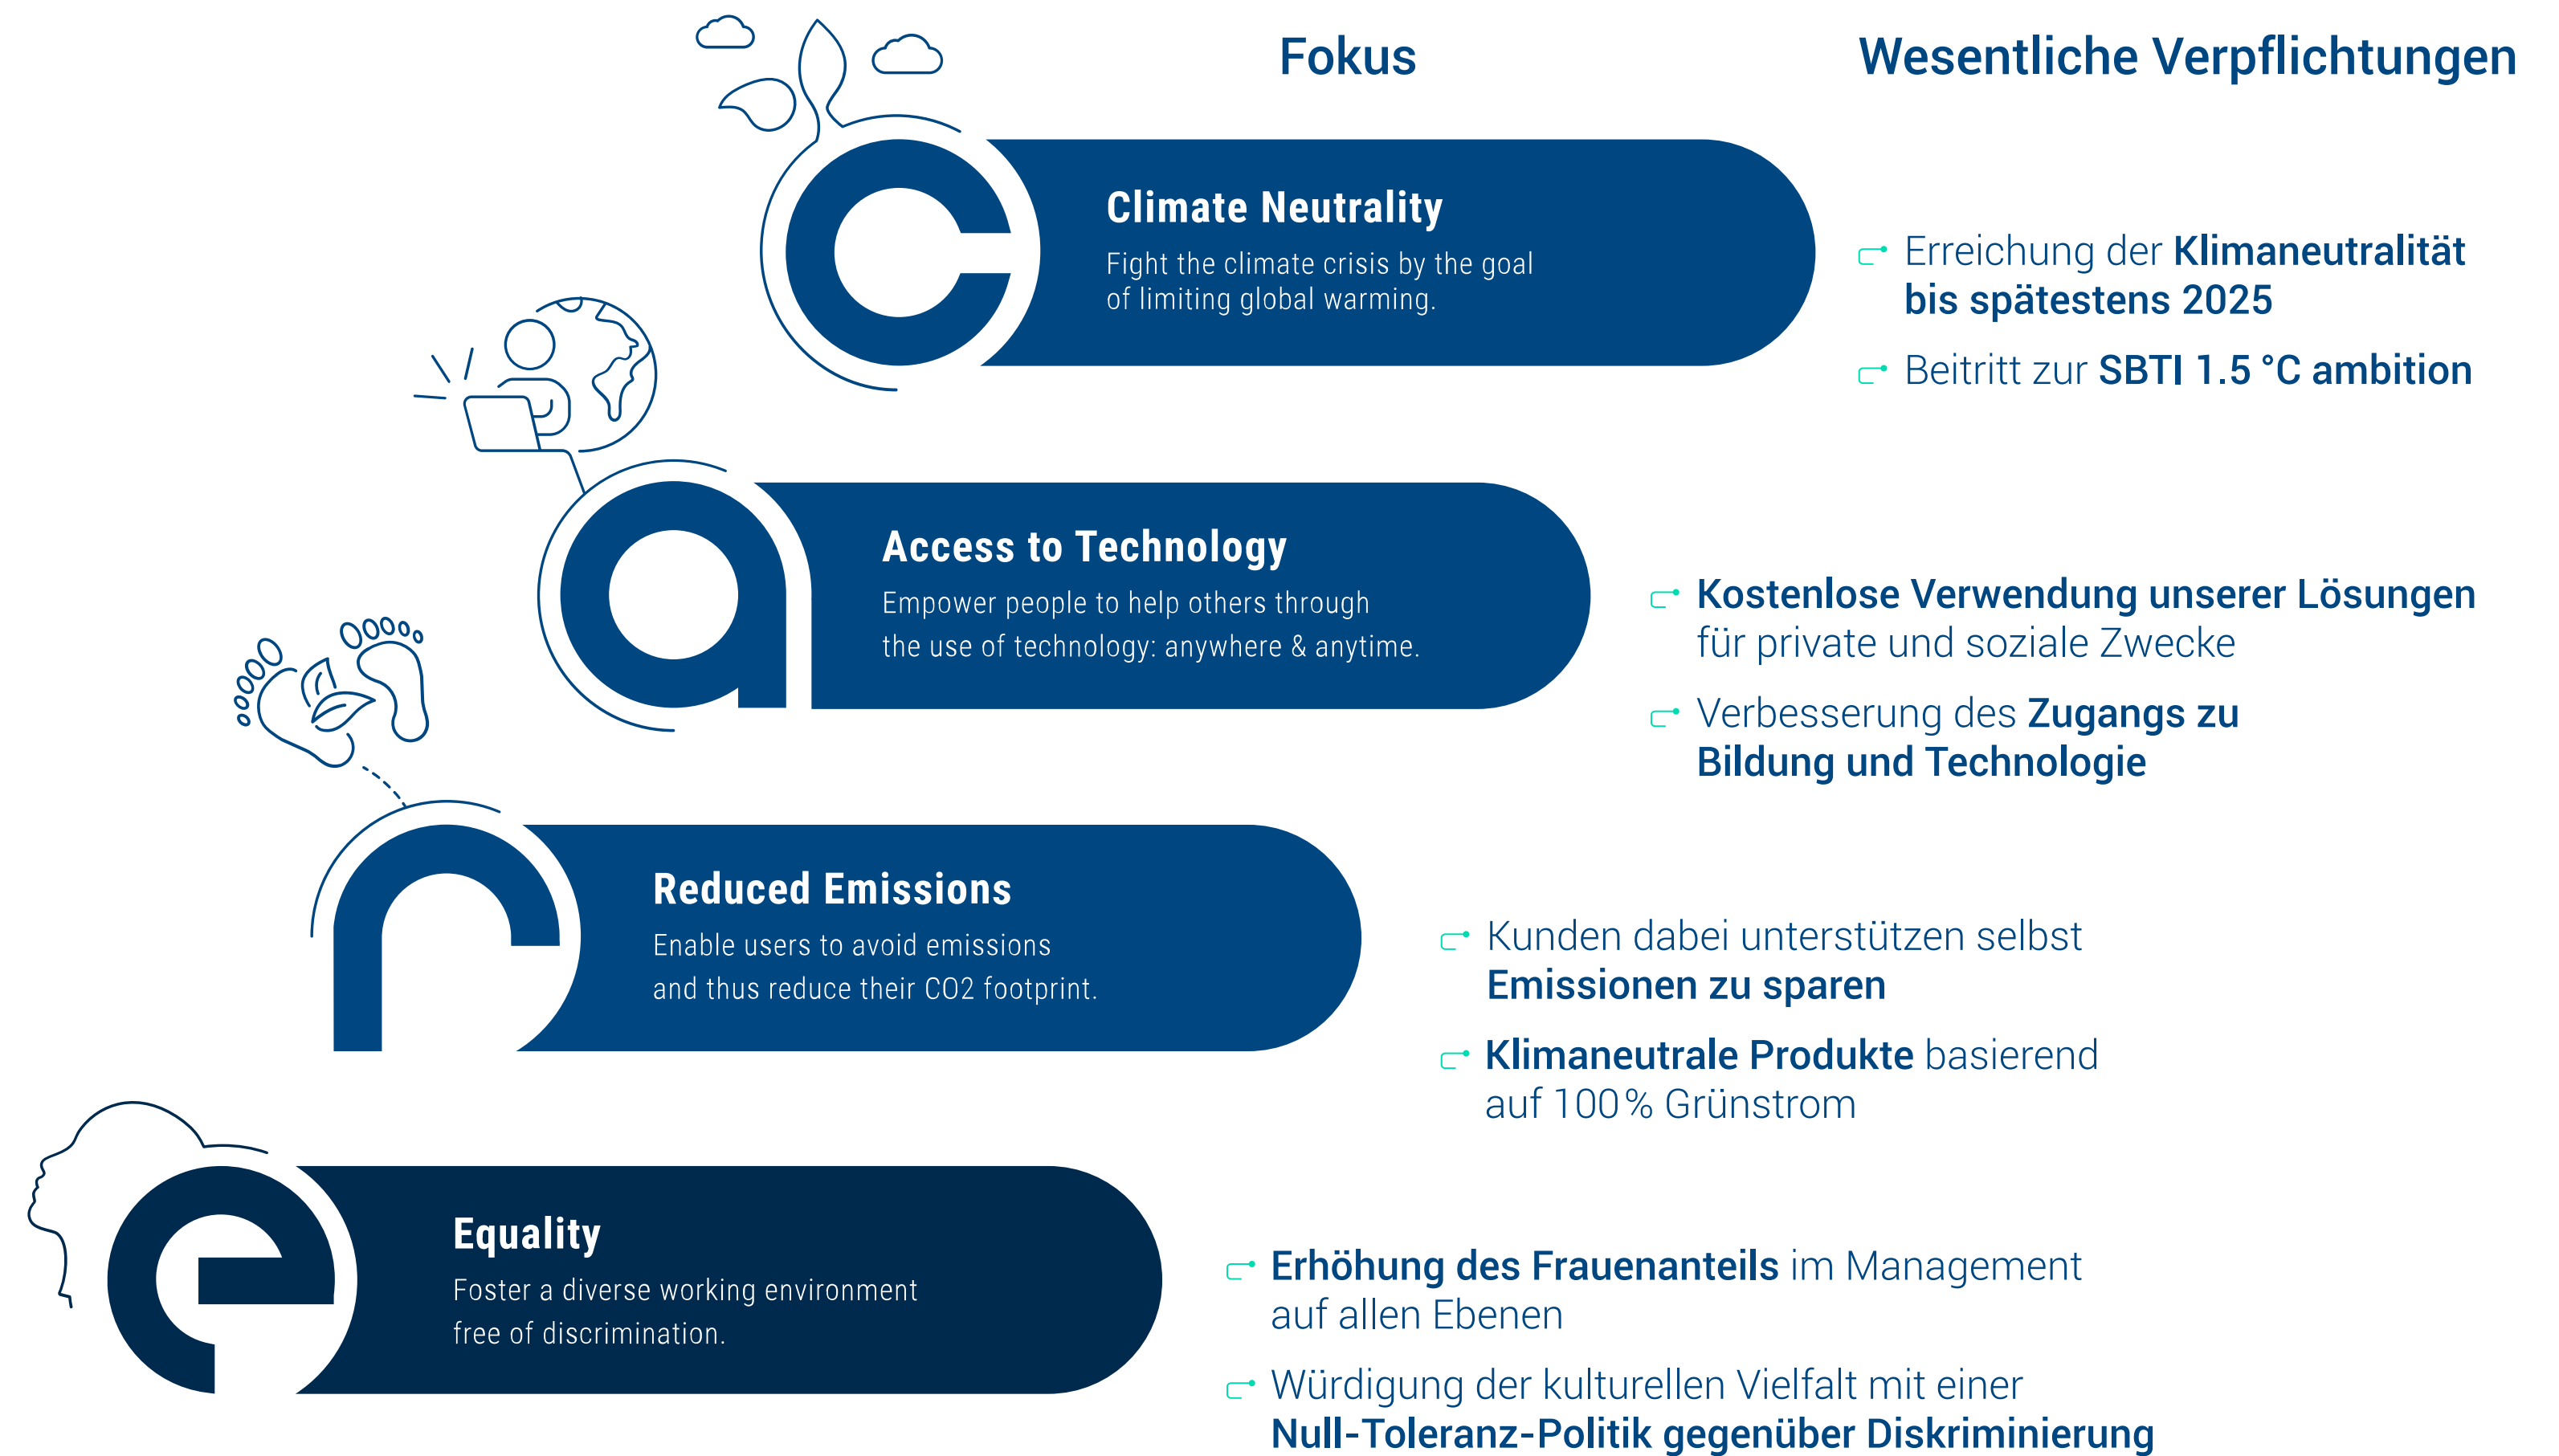 Fokus
Wesentliche Verpflichtungen
c
Climate Neutrality
Fight the climate crisis by the goal
of limiting global warming.
Erreichung der Klimaneutralität
bis spätestens 2025
Beitritt zur SBTI 1.5 °C ambition
a
Access to Technology
Empower people to help others through
the use of technology: anywhere & anytime.
Kostenlose Verwendung unserer Lösungen
für private und soziale Zwecke
Verbesserung des Zugangs zu
Bildung und Technologie
r
Reduced Emissions
Enable users to avoid emissions
and thus reduce their CO2 footprint.
Kunden dabei unterstützen selbst
Emissionen zu sparen
Klimaneutrale Produkte basierend
auf 100 % Grünstrom
e
Equality
Foster a diverse working environment
free of discrimination.
Erhöhung des Frauenanteils im Management
auf allen Ebenen
Würdigung der kulturellen Vielfalt mit einer
Null-Toleranz-Politik gegenüber Diskriminierung